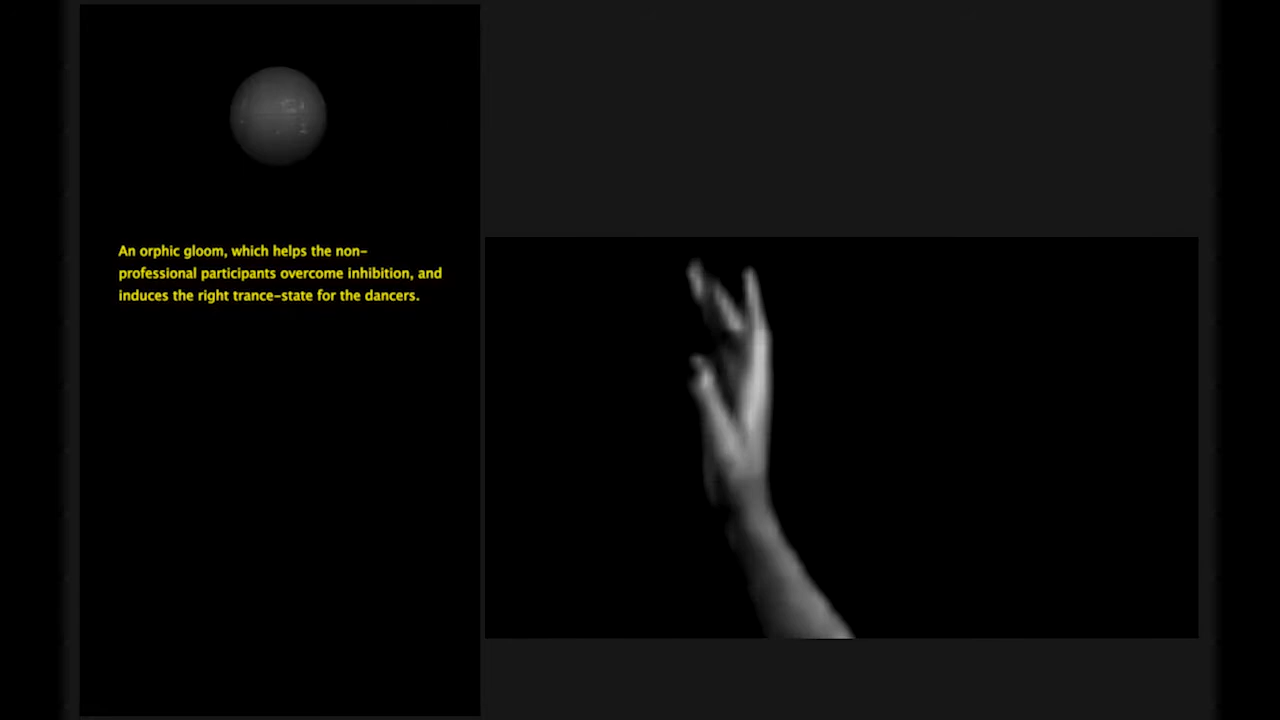 An orphic gloom, which helps the non-
professional participants overcome inhibition, and
induces the right trance-state for the dancers.